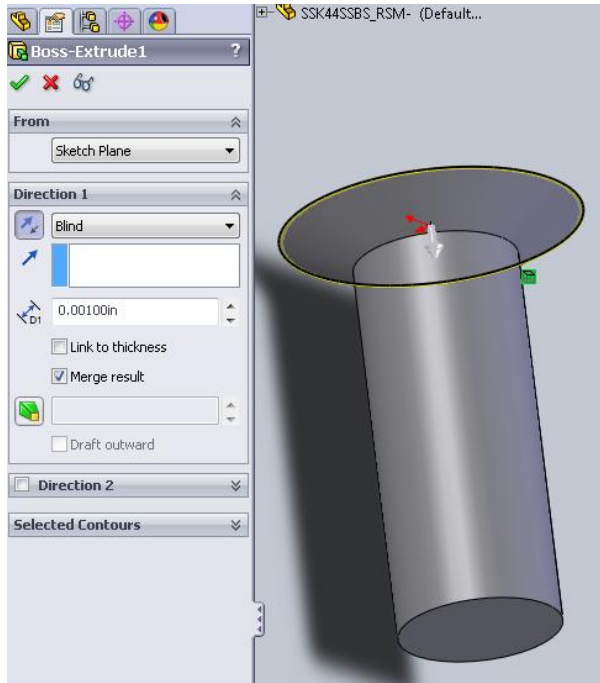 SSK44SSBS_RSM- (Default...
Boss-Extrude1 ?
From
Sketch Plane
Direction 1
Blind
D1 0.00100in
Link to thickness
Merge result
Draft outward
Direction 2
Selected Contours